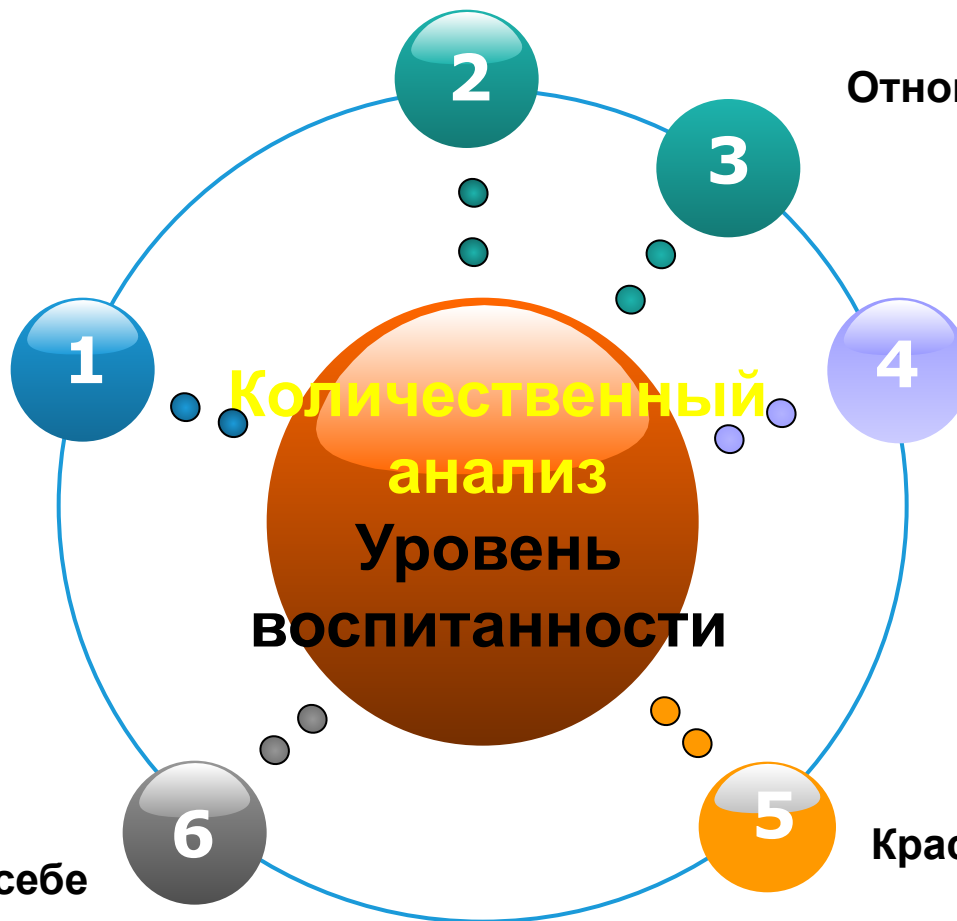 2
Отно
3
1
4
Количественный
анализ
Уровень
воспитанности
5
6
Крас
себе